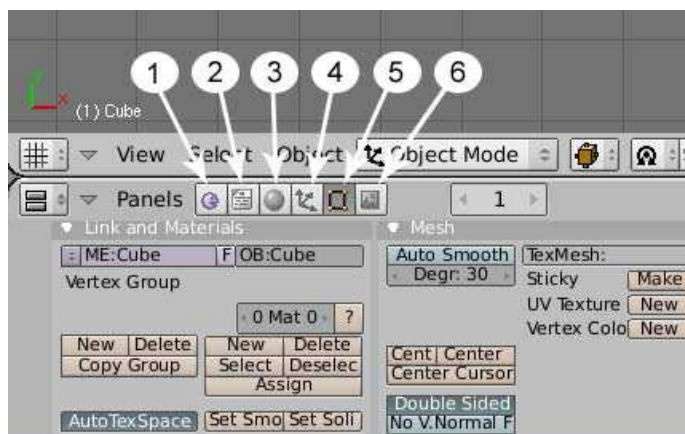 1 2 3 4 5 6
Y
x
(1) Cube
View Select Object Object Mode
Panels 1
Link and Materials Mesh
ME:Cube F OB:Cube Auto Smooth TexMesh:
Vertex Group Degr: 30 Sticky Make
UV Texture New
0 Mat 0 ? Vertex Colo New
New Delete New Delete
Copy Group Select Deselec Cent Center
Assign Center Cursor
Double Sided
AutoTexSpace Set Smo Set Soli No V.Normal F